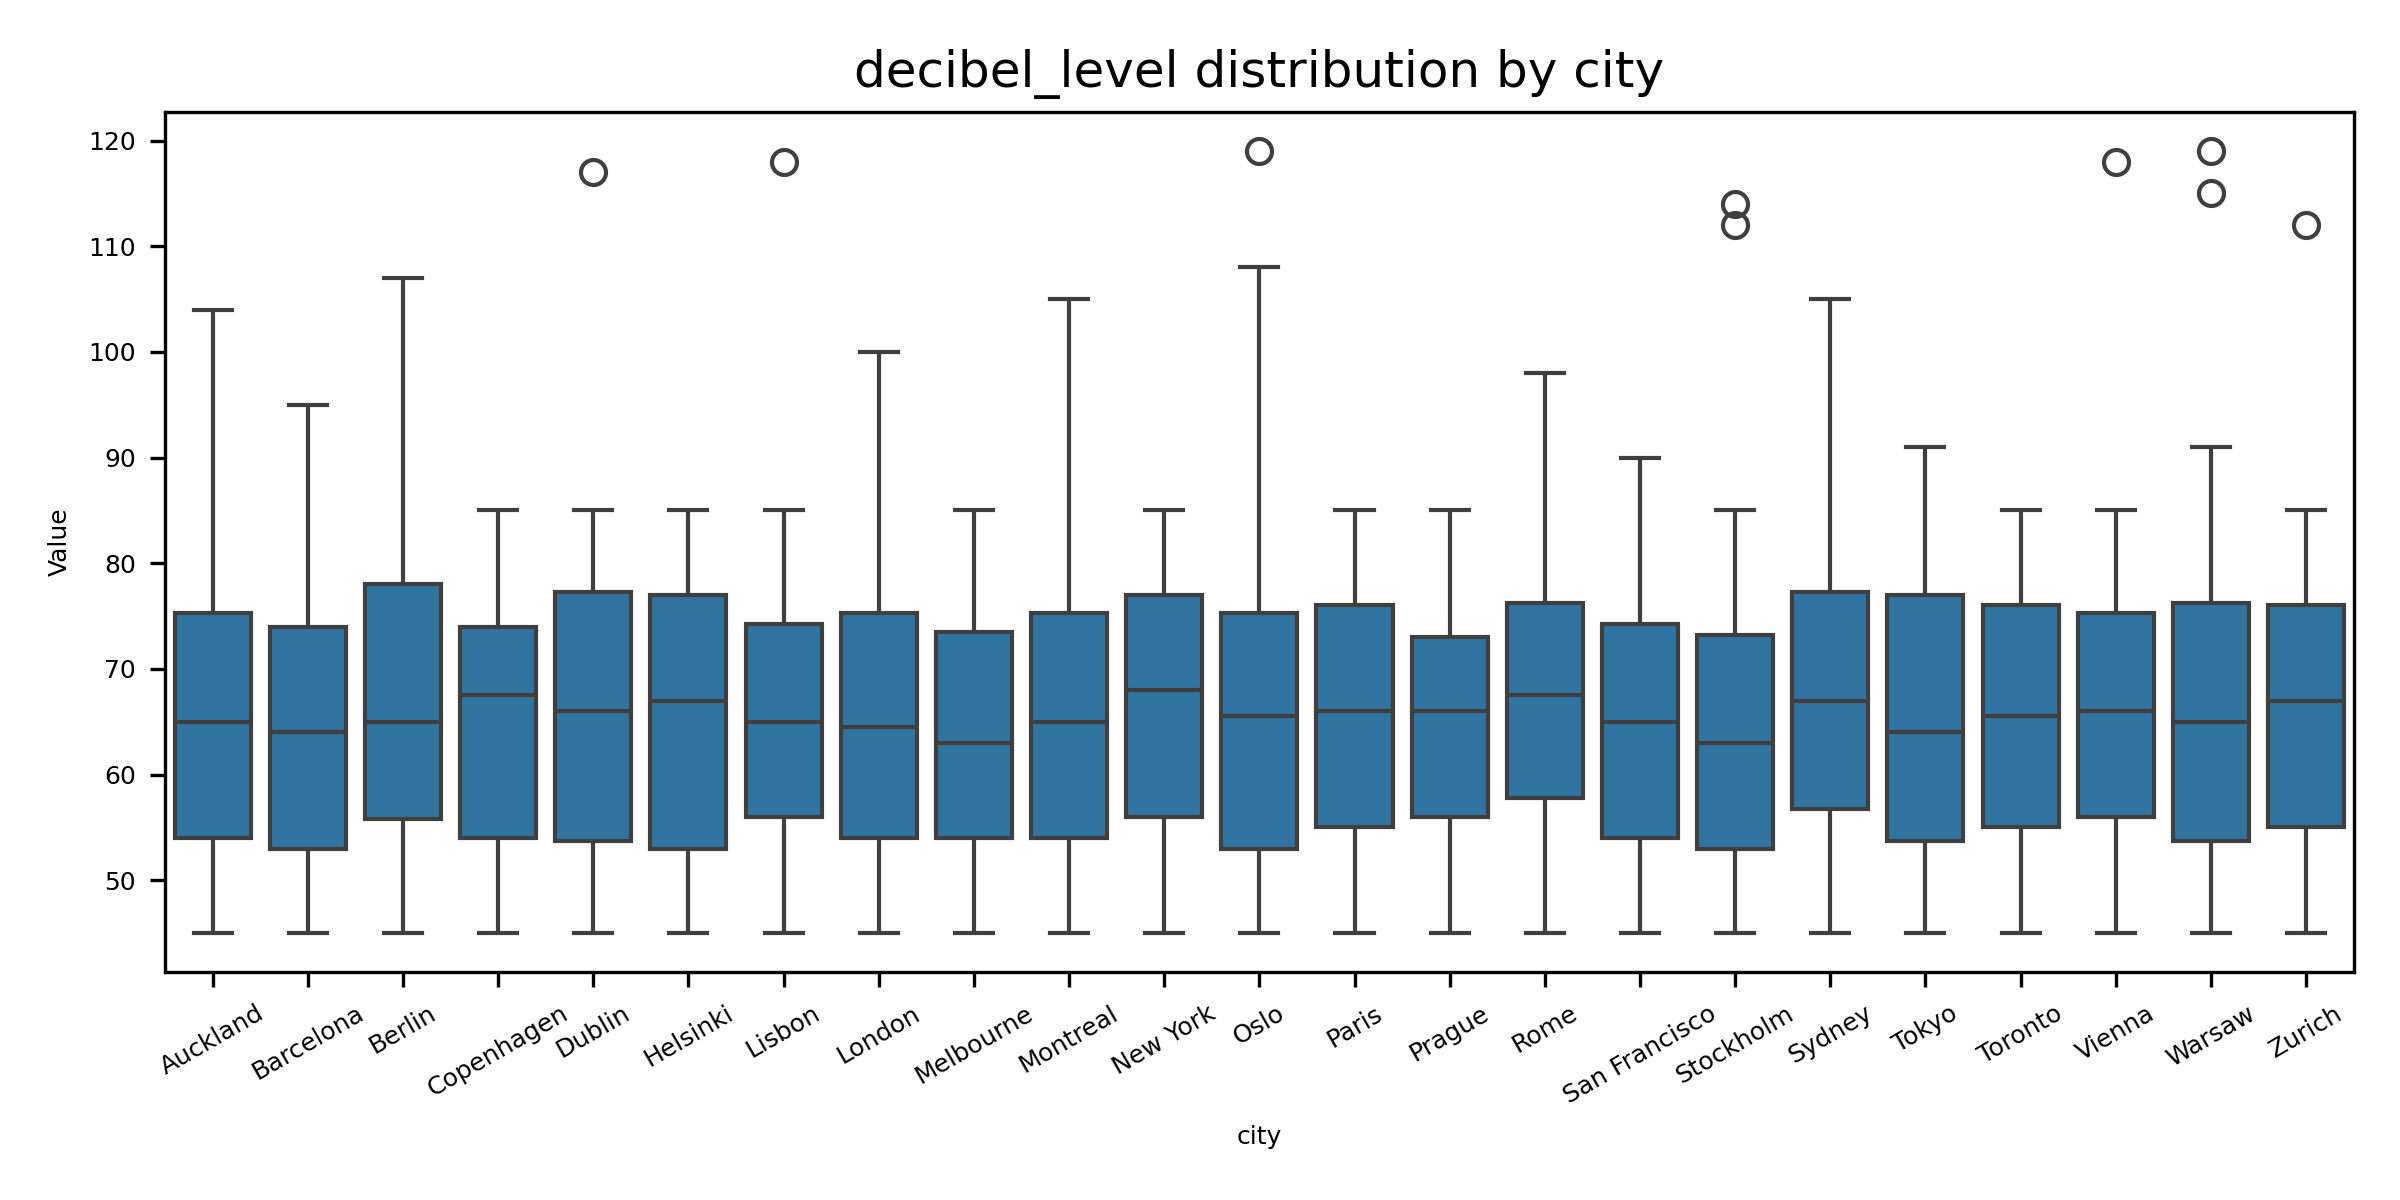 decibel_level distribution by city
120
110
100
90
80
70
60
50
Value
Auckland
Barcelona
Berlin
Copenhagen
Dublin
Helsinki
Lisbon
London
Melbourne
Montreal
New York
Oslo
Paris
Prague
Rome
San Francisco
Stockholm
Sydney
Tokyo
Toronto
Vienna
Warsaw
Zurich
city